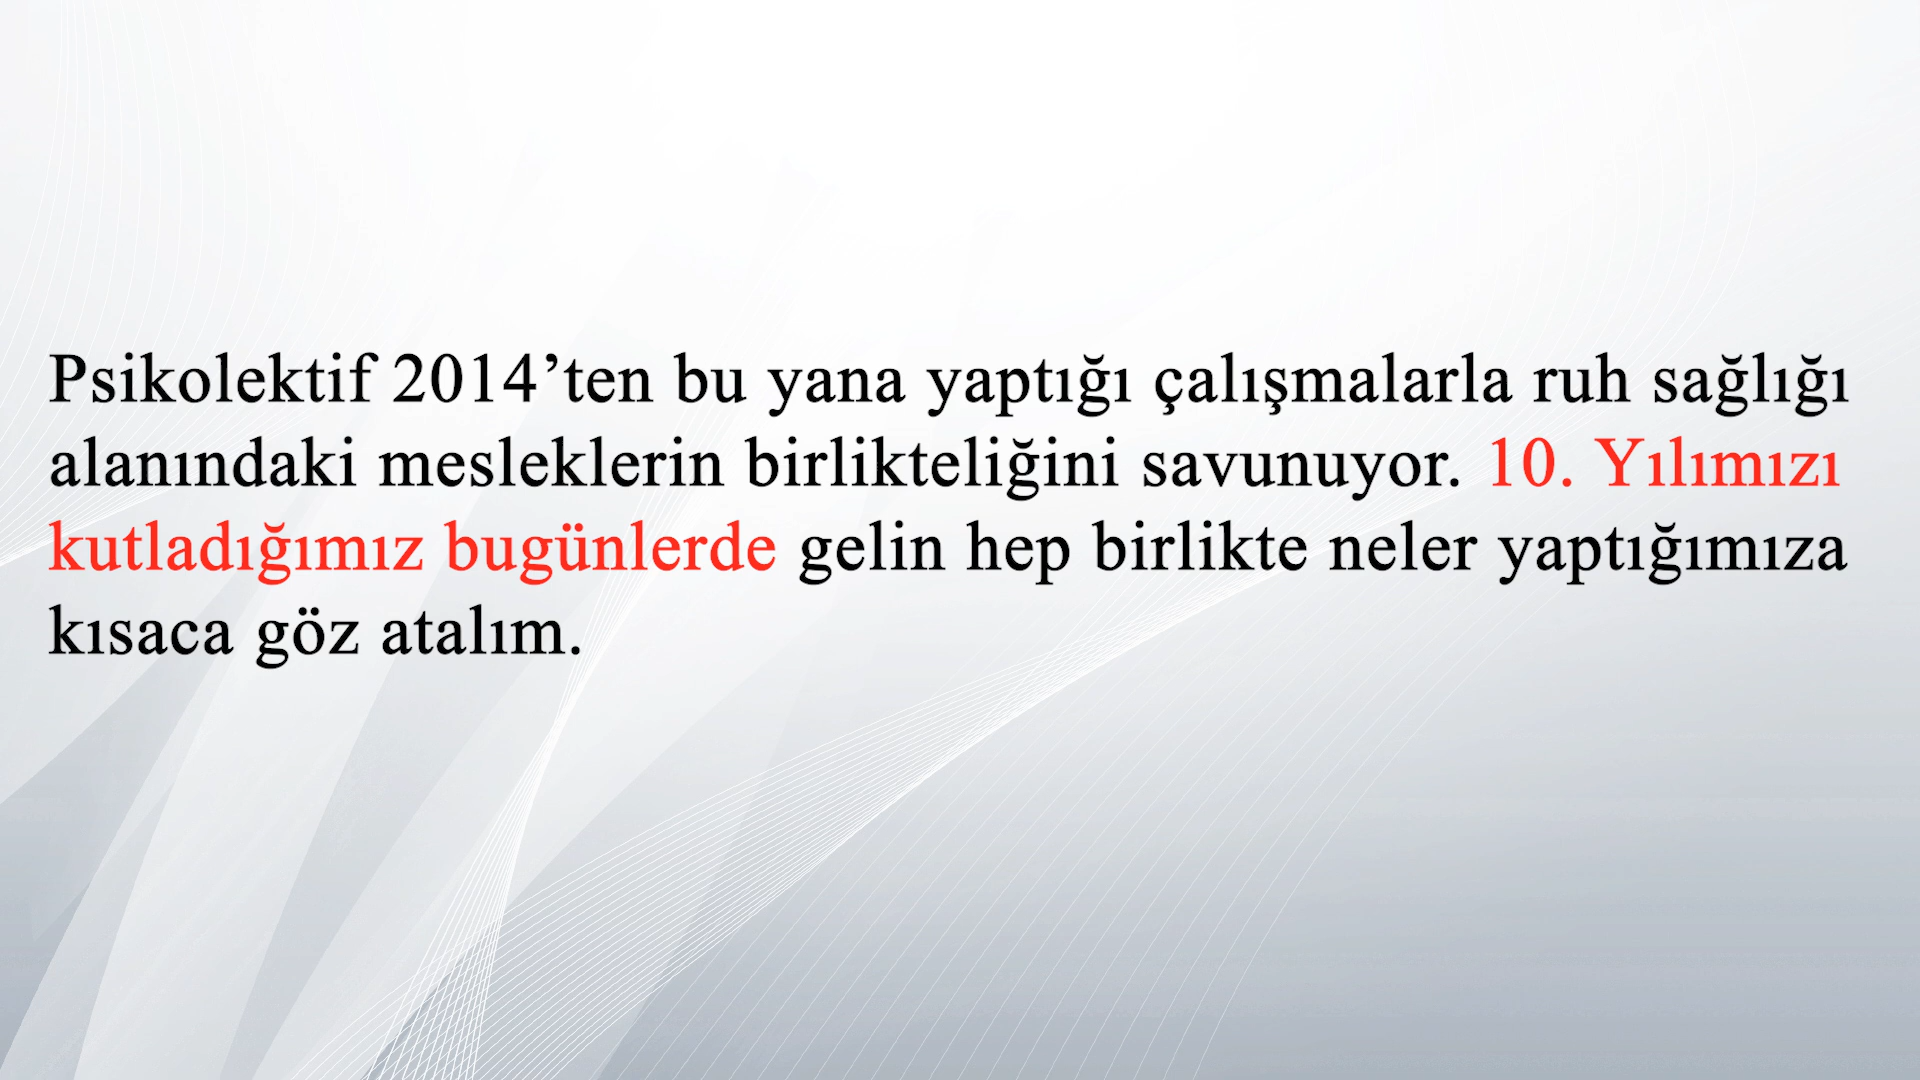 Psikolektif 2014’ten bu yana yaptığı çalışmalarla ruh sağlığı
alanındaki mesleklerin birlikteliğini savunuyor. 10. Yılımızı
kutladığımız bugünlerde gelin hep birlikte neler yaptığımıza
kısaca göz atalım.